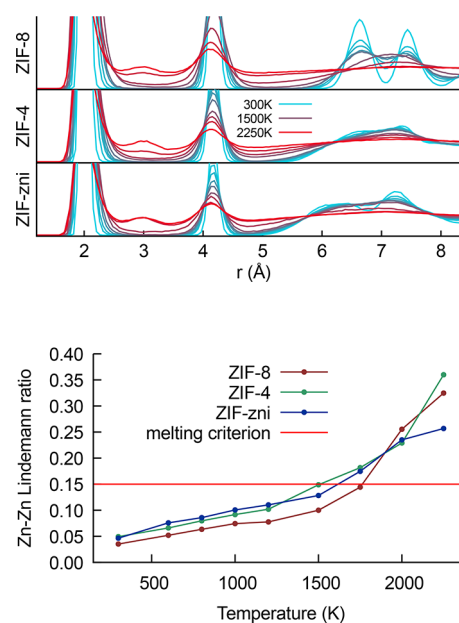 ZIF-8
ZIF-4
ZIF-zni
300K
1500K
2250K
2 3 4 5 6 7 8
r (Å)
Zn-Zn Lindemann ratio
0.40
0.35
0.30
0.25
0.20
0.15
0.10
0.05
0.00
ZIF-8
ZIF-4
ZIF-zni
melting criterion
500 1000 1500 2000
Temperature (K)